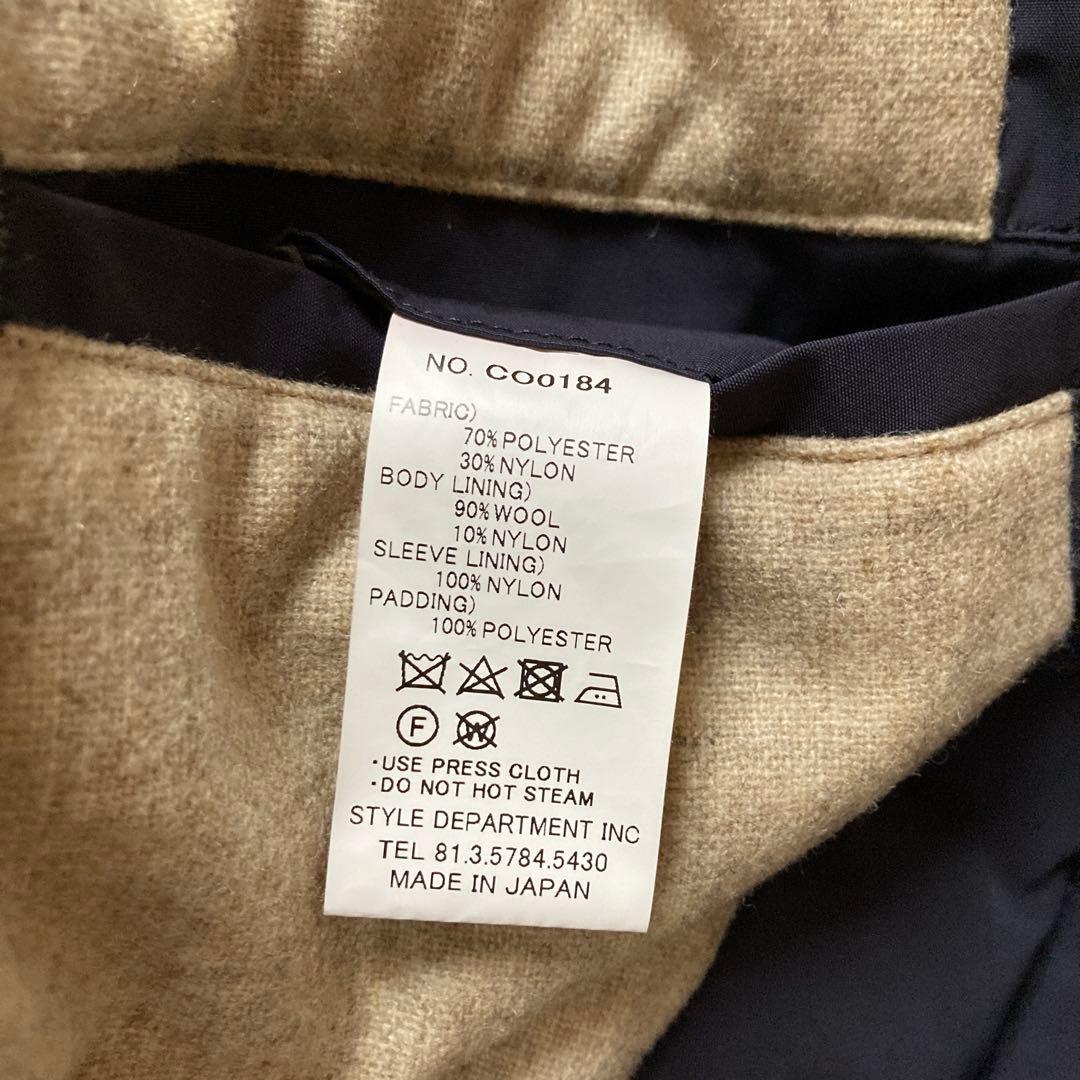 NO. CO0184
FABRIC)
70% POLYESTER
30% NYLON
BODY LINING)
90% WOOL
10% NYLON
SLEEVE LINING)
100% NYLON
PADDING)
100% POLYESTER
F W
・USE PRESS CLOTH
・DO NOT HOT STEAM
STYLE DEPARTMENT INC
TEL 81.3.5784.5430
MADE IN JAPAN